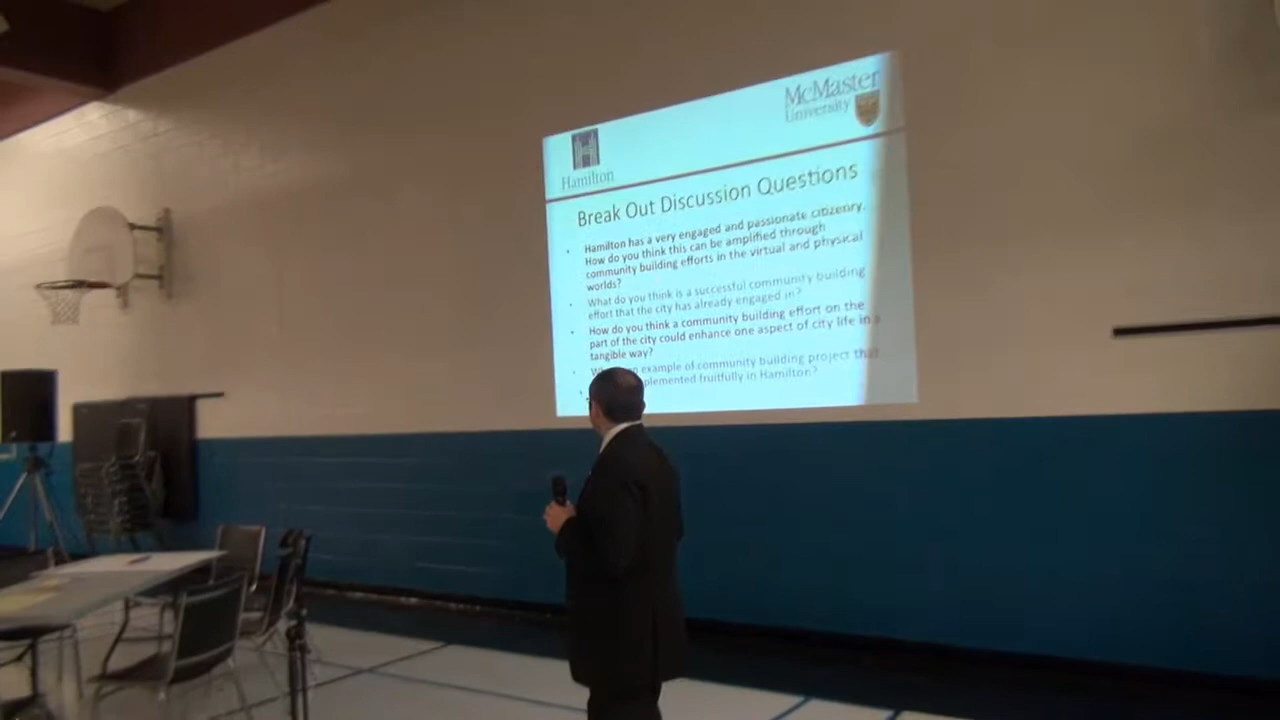 McMaster
University
Hamilton
Break Out Discussion Questions
Hamilton has a very engaged and passionate citizenry.
How do you think this can be amplified through
community building efforts in the virtual and physical
worlds?
What do you think is a successful community building
effort that the city has already engaged in?
How do you think a community building effort on the
part of the city could enhance one aspect of city life in a
tangible way?
example of community building project that
fruitfully in Hamilton?